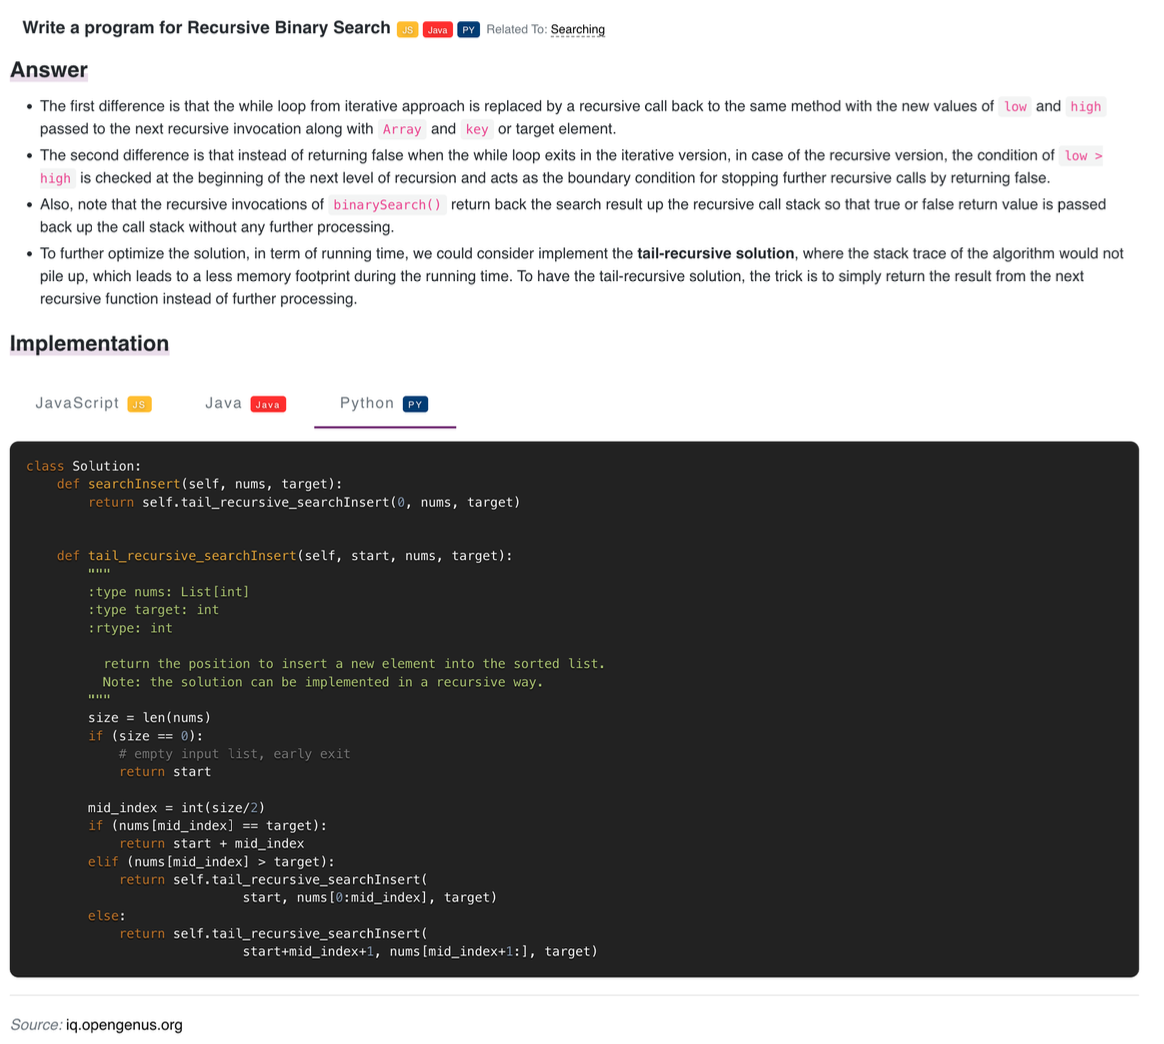 Write a program for Recursive Binary Search JS Java PY Related To: Searching
Answer
• The first difference is that the while loop from iterative approach is replaced by a recursive call back to the same method with the new values of low and high
passed to the next recursive invocation along with Array and key or target element.
• The second difference is that instead of returning false when the while loop exits in the iterative version, in case of the recursive version, the condition of low >
high is checked at the beginning of the next level of recursion and acts as the boundary condition for stopping further recursive calls by returning false.
• Also, note that the recursive invocations of binarySearch() return back the search result up the recursive call stack so that true or false return value is passed
back up the call stack without any further processing.
• To further optimize the solution, in term of running time, we could consider implement the tail-recursive solution, where the stack trace of the algorithm would not
pile up, which leads to a less memory footprint during the running time. To have the tail-recursive solution, the trick is to simply return the result from the next
recursive function instead of further processing.
Implementation
JavaScript JS Java Java Python PY
class Solution:
    def searchInsert(self, nums, target):
        return self.tail_recursive_searchInsert(0, nums, target)
    def tail_recursive_searchInsert(self, start, nums, target):
        """
        :type nums: List[int]
        :type target: int
        :rtype: int
          return the position to insert a new element into the sorted list.
          Note: the solution can be implemented in a recursive way.
        """
        size = len(nums)
        if (size == 0):
            # empty input list, early exit
            return start
        mid_index = int(size/2)
        if (nums[mid_index] == target):
            return start + mid_index
        elif (nums[mid_index] > target):
            return self.tail_recursive_searchInsert(
                            start, nums[0:mid_index], target)
        else:
            return self.tail_recursive_searchInsert(
                            start+mid_index+1, nums[mid_index+1:], target)
Source: iq.opengenus.org